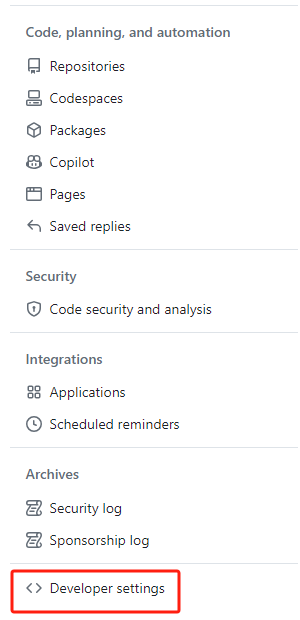 Code, planning, and automation
Repositories
Codespaces
Packages
Copilot
Pages
Saved replies
Security
Code security and analysis
Integrations
Applications
Scheduled reminders
Archives
Security log
Sponsorship log
Developer settings